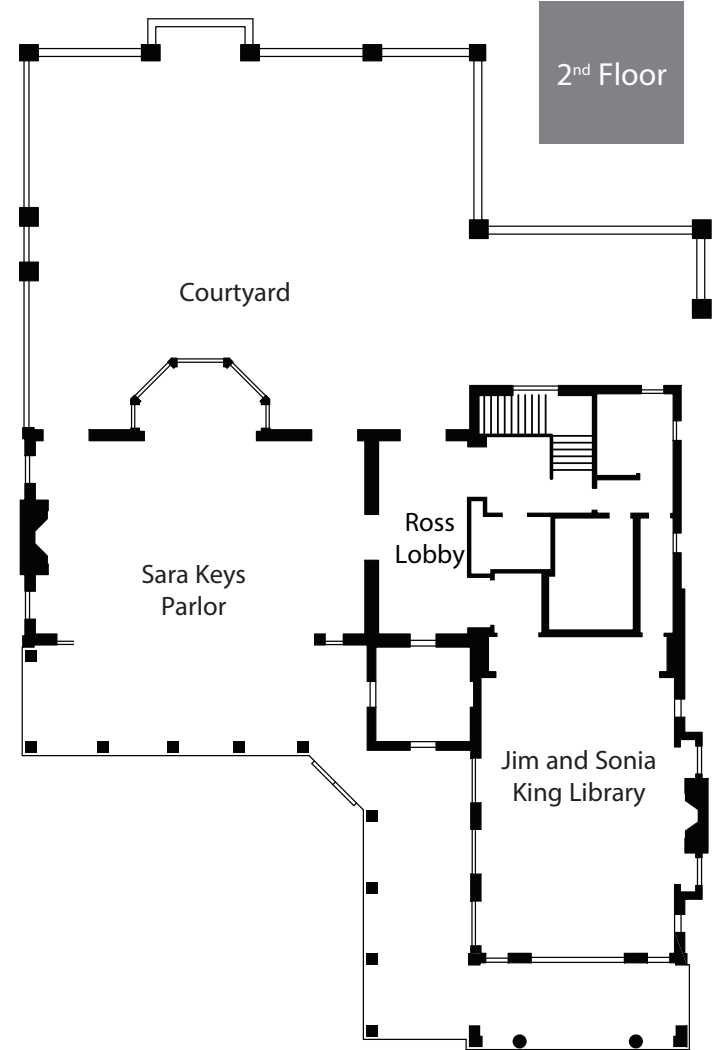 2nd Floor
Courtyard
Ross
Lobby
Sara Keys
Parlor
Jim and Sonia
King Library